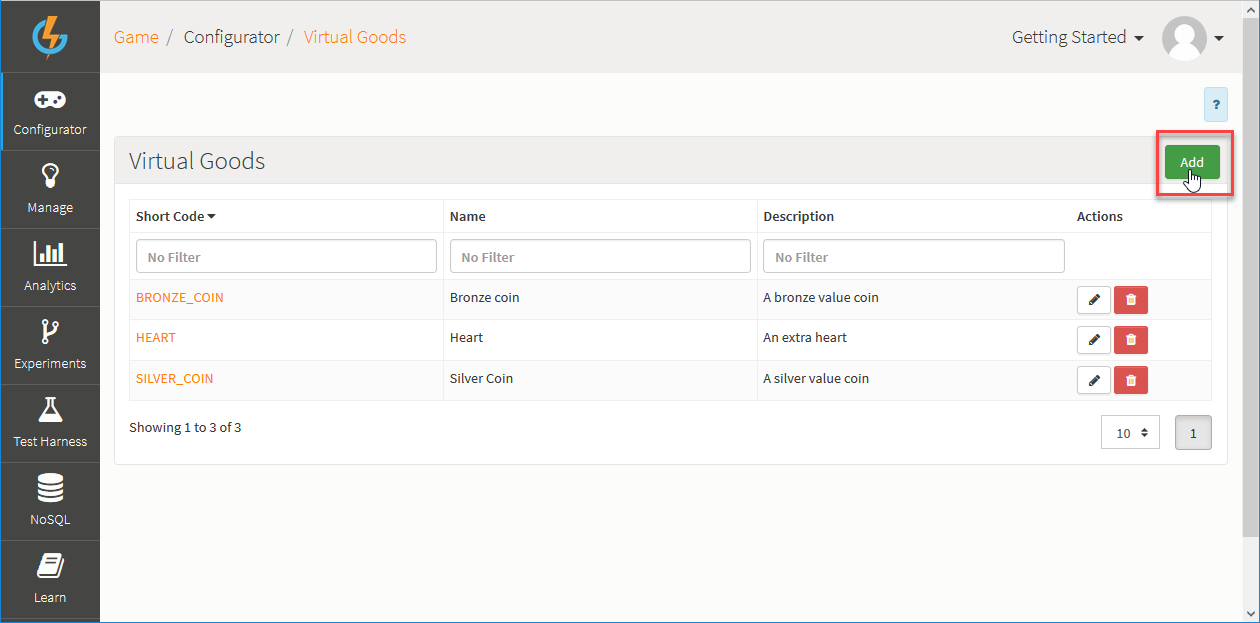 Game / Configurator / Virtual Goods
Getting Started
Configurator
Manage
Analytics
Experiments
Test Harness
NoSQL
Learn
?
Virtual Goods
Add
Short Code Name Description Actions
No Filter No Filter No Filter
BRONZE_COIN Bronze coin A bronze value coin
HEART Heart An extra heart
SILVER_COIN Silver Coin A silver value coin
Showing 1 to 3 of 3
10 1